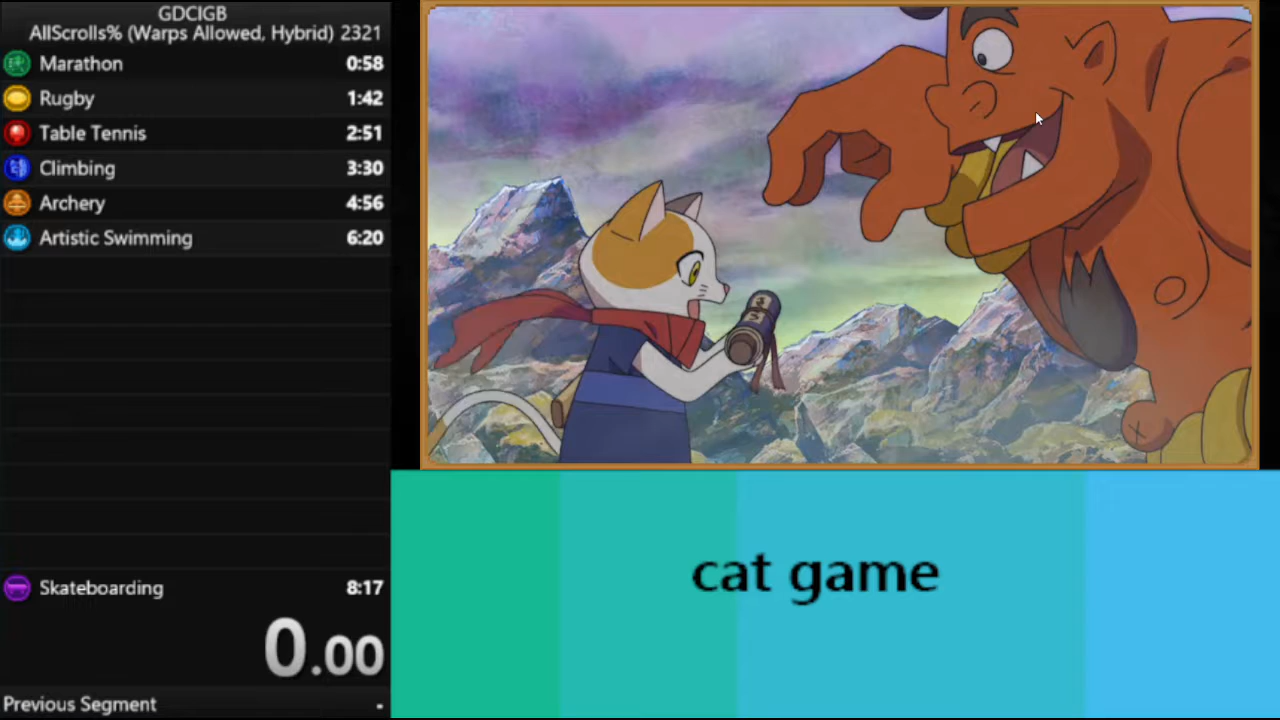 GDCIGB
AllScrolls% (Warps Allowed, Hybrid) 2321
Marathon 0:58
Rugby 1:42
Table Tennis 2:51
Climbing 3:30
Archery 4:56
Artistic Swimming 6:20
Skateboarding 8:17
0.00
Previous Segment -
cat game